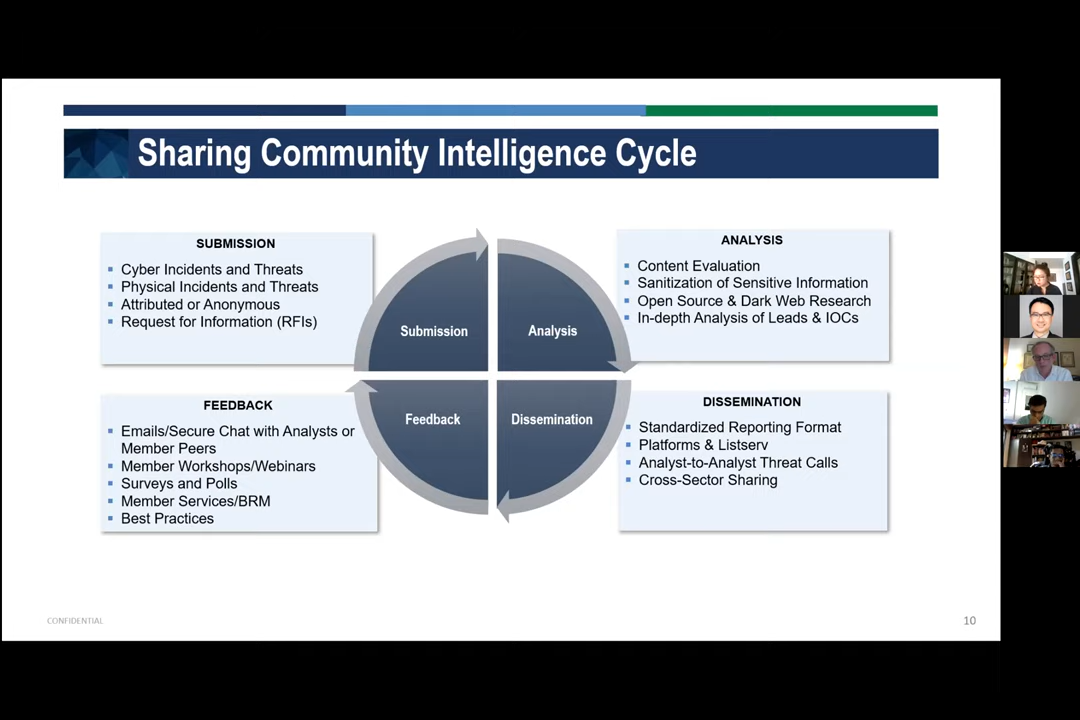 Sharing Community Intelligence Cycle
SUBMISSION
Cyber Incidents and Threats
Physical Incidents and Threats
Attributed or Anonymous
Request for Information (RFIs)
ANALYSIS
Content Evaluation
Sanitization of Sensitive Information
Open Source & Dark Web Research
In-depth Analysis of Leads & IOCs
Submission
Analysis
Feedback
Dissemination
FEEDBACK
Emails/Secure Chat with Analysts or
Member Peers
Member Workshops/Webinars
Surveys and Polls
Member Services/BRM
Best Practices
DISSEMINATION
Standardized Reporting Format
Platforms & Listserv
Analyst-to-Analyst Threat Calls
Cross-Sector Sharing
CONFIDENTIAL
10